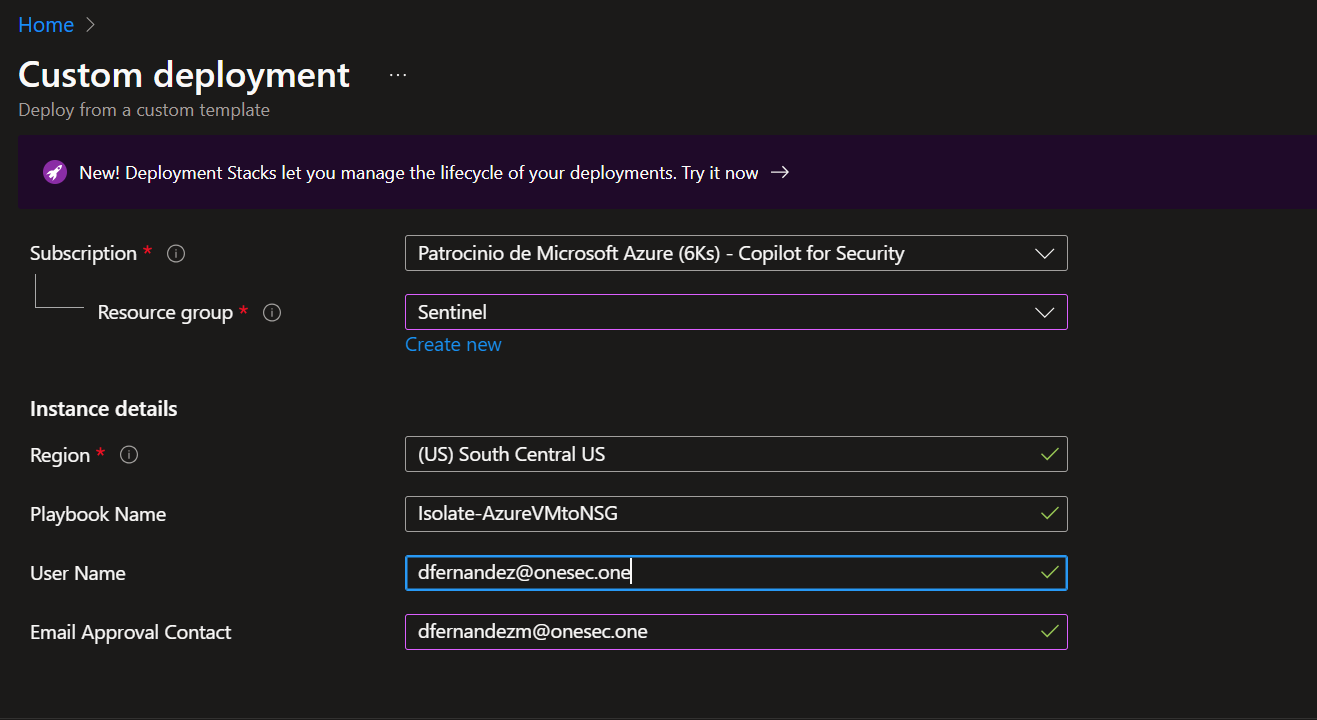 Home >
Custom deployment ...
Deploy from a custom template
New! Deployment Stacks let you manage the lifecycle of your deployments. Try it now →
Subscription * Patrocinio de Microsoft Azure (6Ks) - Copilot for Security
Resource group * Sentinel
Create new
Instance details
Region * (US) South Central US
Playbook Name Isolate-AzureVMtoNSG
User Name dfernandez@onesec.one
Email Approval Contact dfernandezm@onesec.one